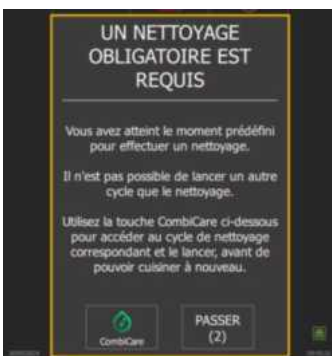 UN NETTOYAGE
OBLIGATOIRE EST
REQUIS
Vous avez atteint le moment prédéfini
pour effectuer un nettoyage.
Il n'est pas possible de lancer un autre
cycle que le nettoyage.
Utilisez la touche CombiCare ci-dessous
pour accéder au cycle de nettoyage
correspondant et le lancer, avant de
pouvoir cuisiner à nouveau.
CombiCare
PASSER
(2)